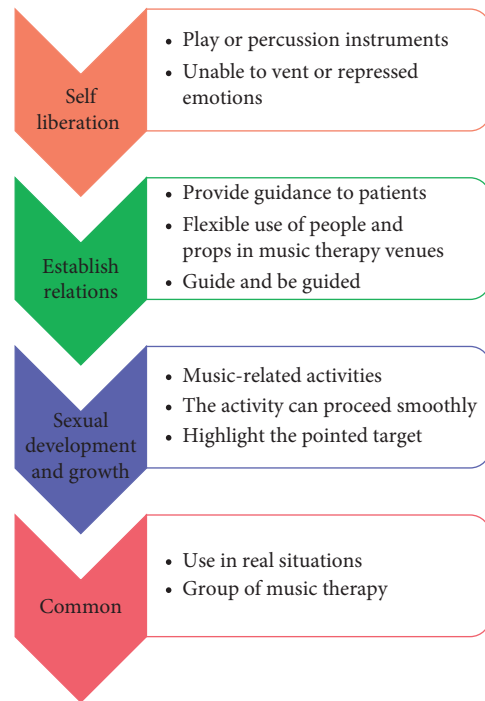 Self
liberation
• Play or percussion instruments
• Unable to vent or repressed
emotions
Establish
relations
• Provide guidance to patients
• Flexible use of people and
props in music therapy venues
• Guide and be guided
Sexual
development
and growth
• Music-related activities
• The activity can proceed smoothly
• Highlight the pointed target
Common
• Use in real situations
• Group of music therapy